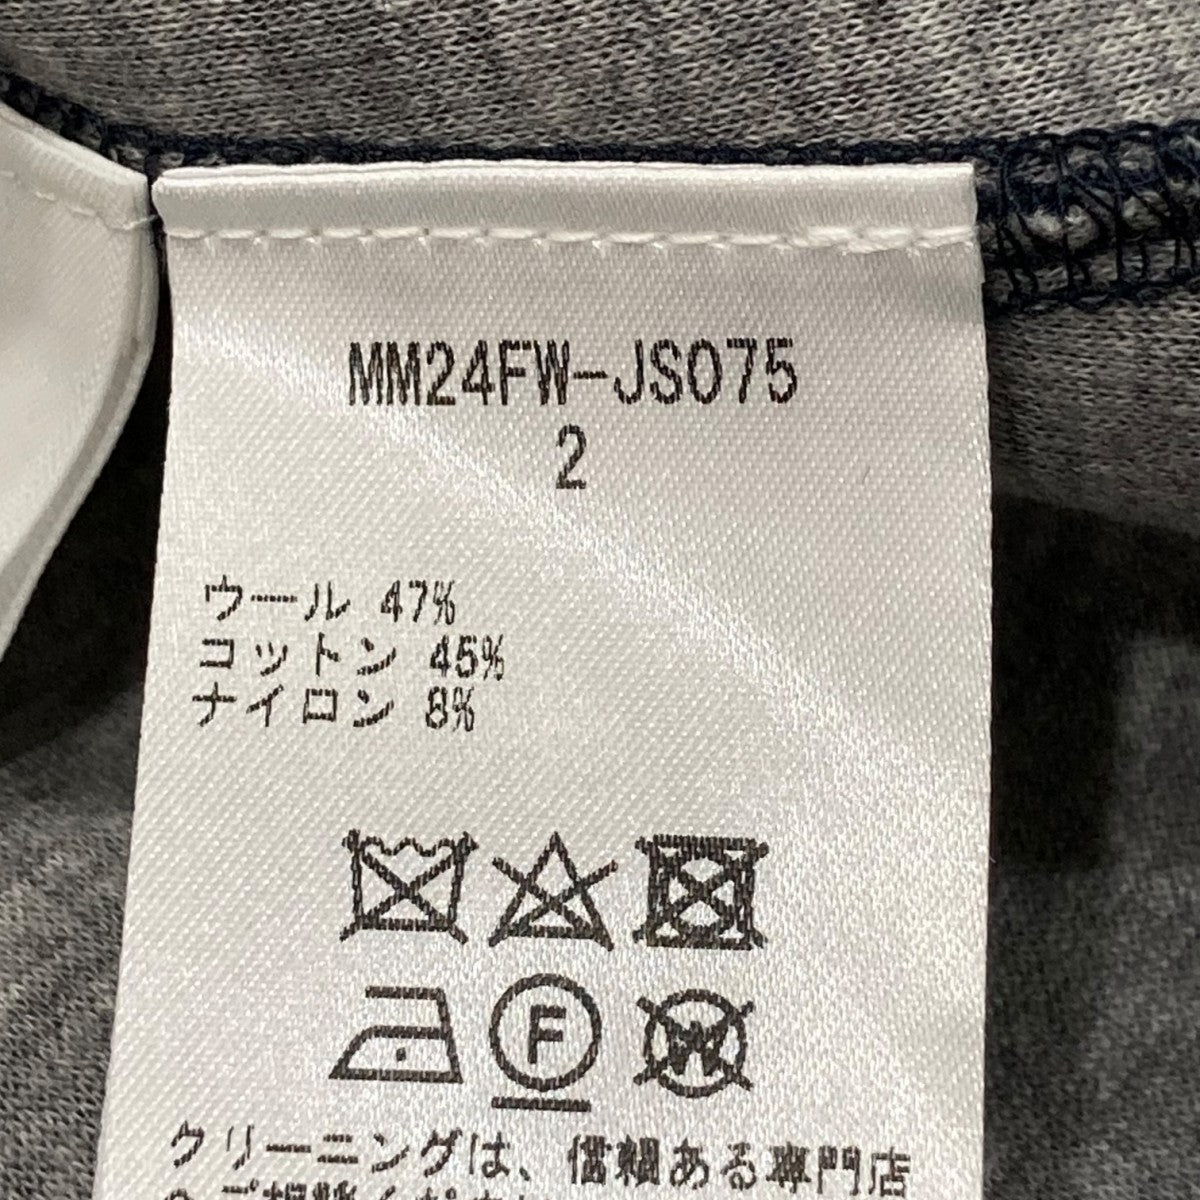 MM24FW-JS075
2
ウール 47%
コットン 45%
ナイロン 8%
F
W
クリーニングは、信頼ある専門店